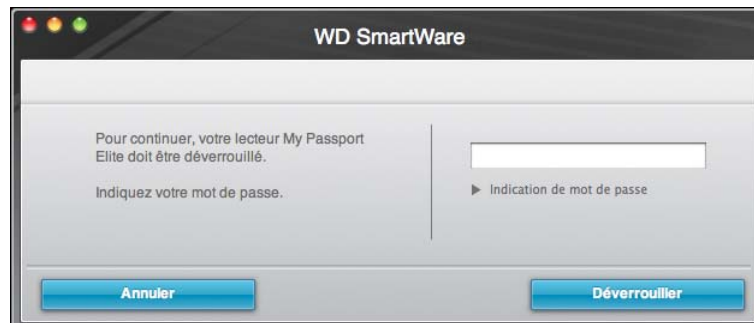 WD SmartWare
Pour continuer, votre lecteur My Passport
Elite doit être déverrouillé.
Indiquez votre mot de passe.
Indication de mot de passe
Annuler
Déverrouiller